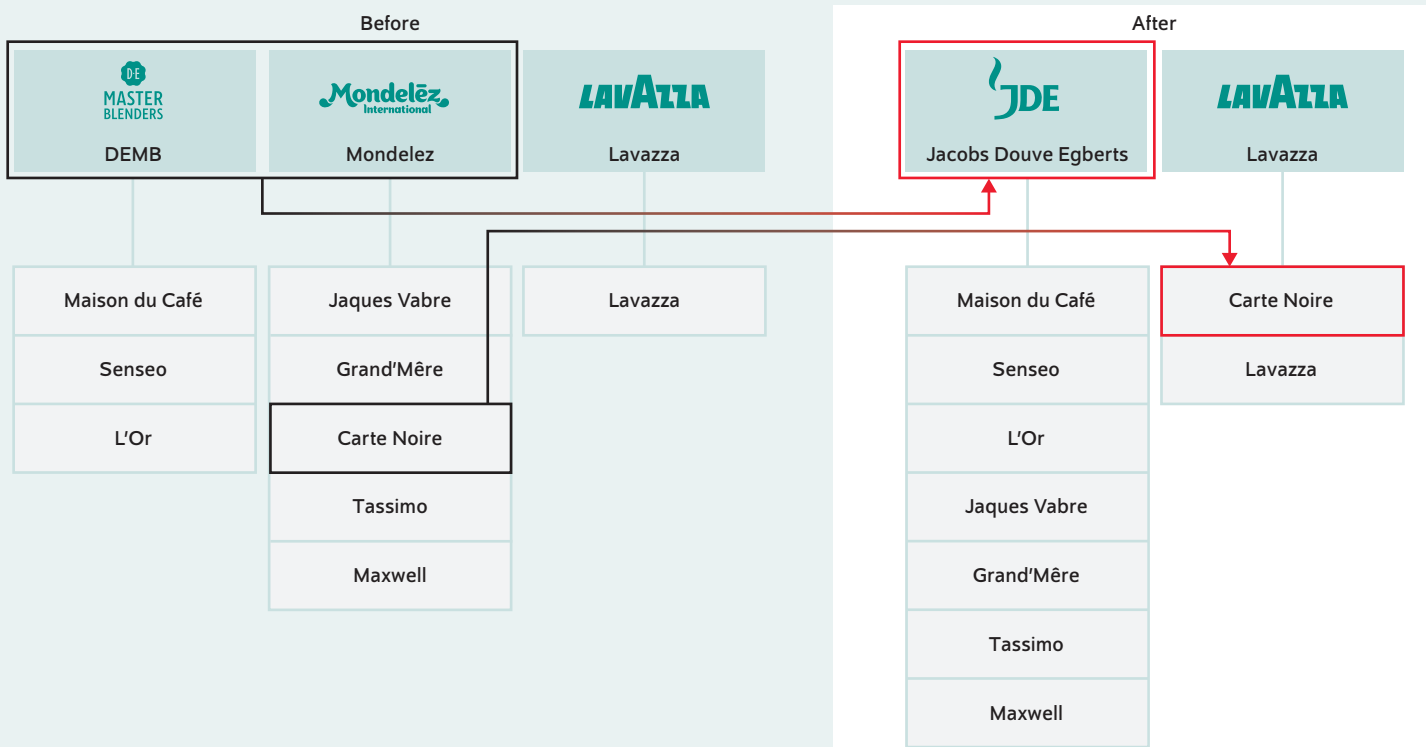 Before
After
D·E
MASTER
BLENDERS
DEMB
Mondelēz
International
Mondelez
LAVAZZA
Lavazza
JDE
Jacobs Douve Egberts
LAVAZZA
Lavazza
Maison du Café
Senseo
L'Or
Jaques Vabre
Grand'Mêre
Carte Noire
Tassimo
Maxwell
Lavazza
Maison du Café
Senseo
L'Or
Jaques Vabre
Grand'Mêre
Tassimo
Maxwell
Carte Noire
Lavazza